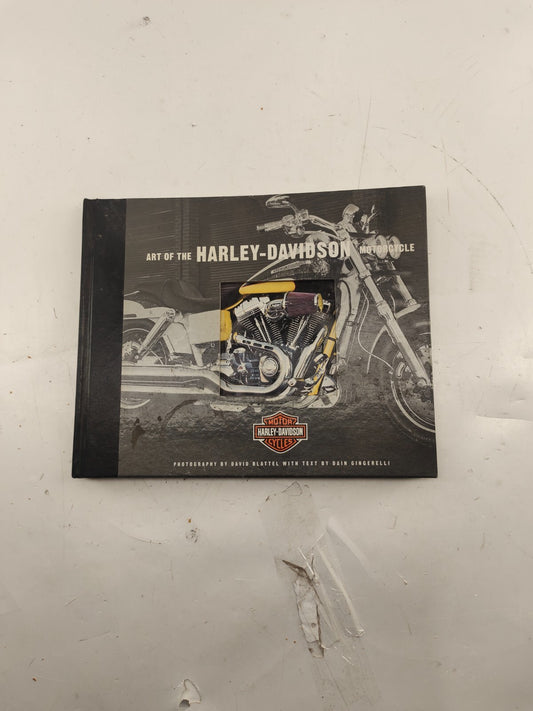 ART OF THE HARLEY-DAVIDSON MOTORCYCLE
MOTOR
HARLEY-DAVIDSON
CYCLES
PHOTOGRAPHY BY DAVID BLATTEL WITH TEXT BY DAIN GINGERELLI